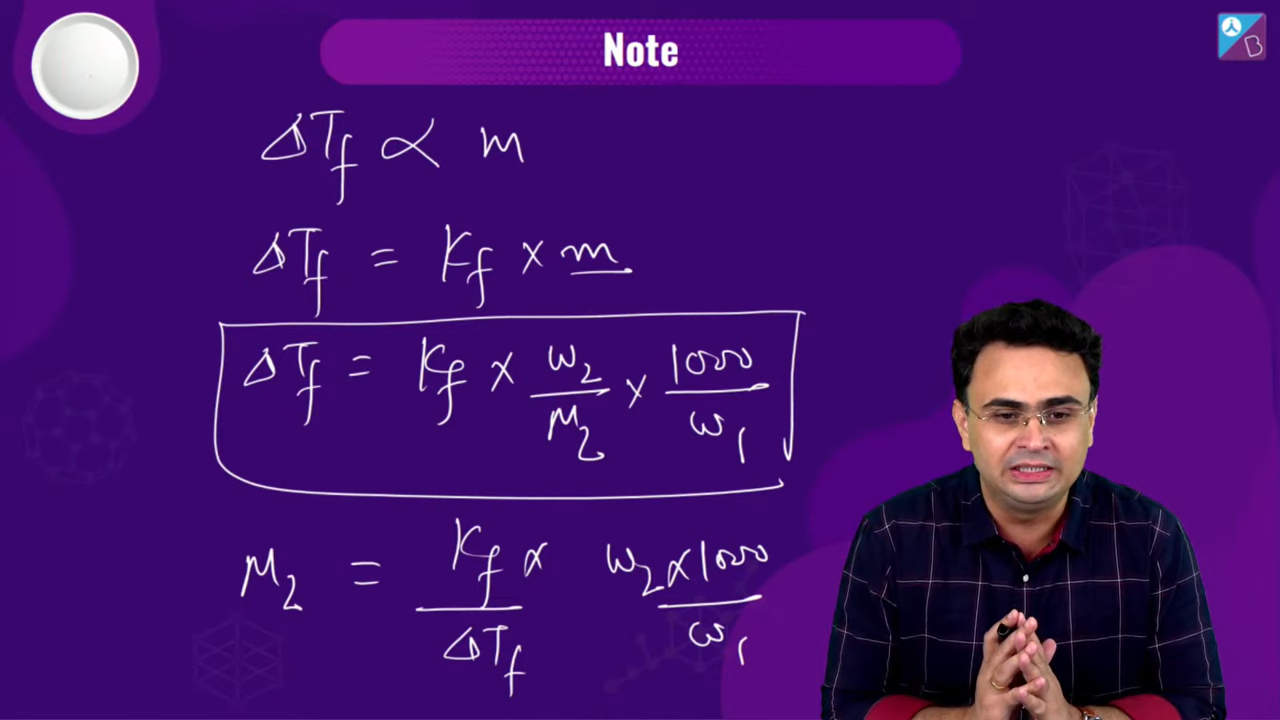 Note
B
ΔTf ∝ m
ΔTf = Kf × m
ΔTf = Kf × w2/M2 × 1000/w1
M2 = Kf × / ΔTf w2 × 1000 / w1